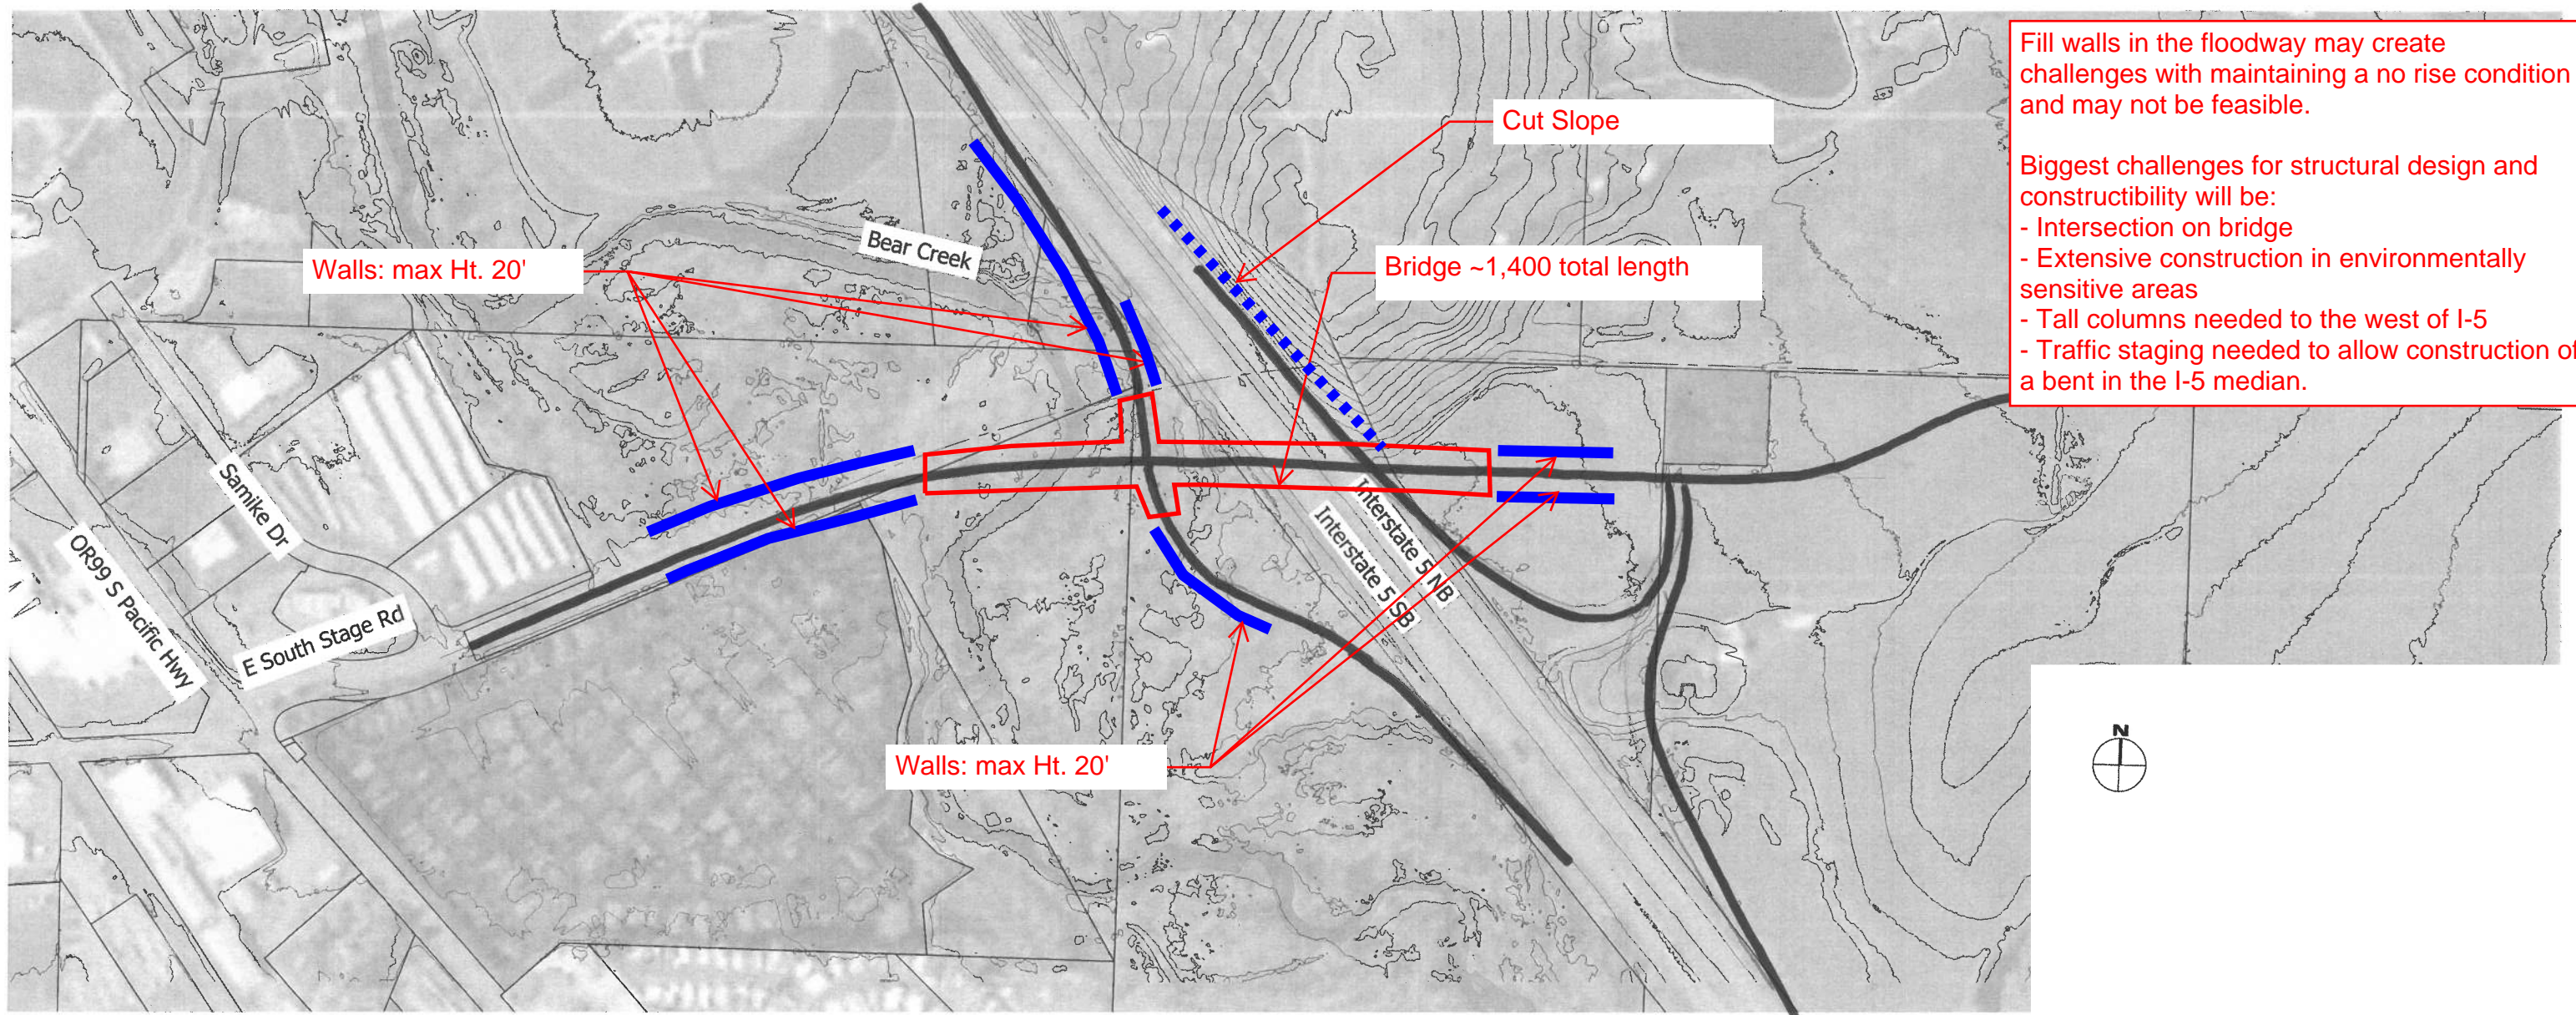 Fill walls in the floodway may create
challenges with maintaining a no rise condition
and may not be feasible.
Biggest challenges for structural design and
constructibility will be:
- Intersection on bridge
- Extensive construction in environmentally
sensitive areas
- Tall columns needed to the west of I-5
- Traffic staging needed to allow construction of
a bent in the I-5 median.
Cut Slope
Bear Creek
Walls: max Ht. 20'
Bridge ~1,400 total length
Samike Dr
OR99 S Pacific Hwy
E South Stage Rd
Interstate 5 NB
Interstate 5 SB
Walls: max Ht. 20'
N